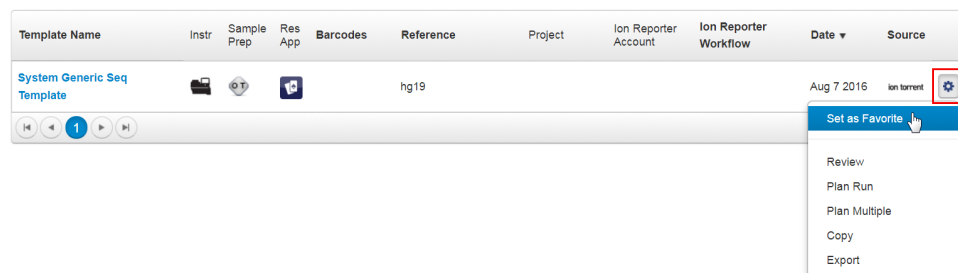 Template Name Instr Sample Prep Res App Barcodes Reference Project Ion Reporter Account Ion Reporter Workflow Date ▼ Source
System Generic Seq
Template
OT
hg19 Aug 7 2016 ion torrent
1
Set as Favorite
Review
Plan Run
Plan Multiple
Copy
Export